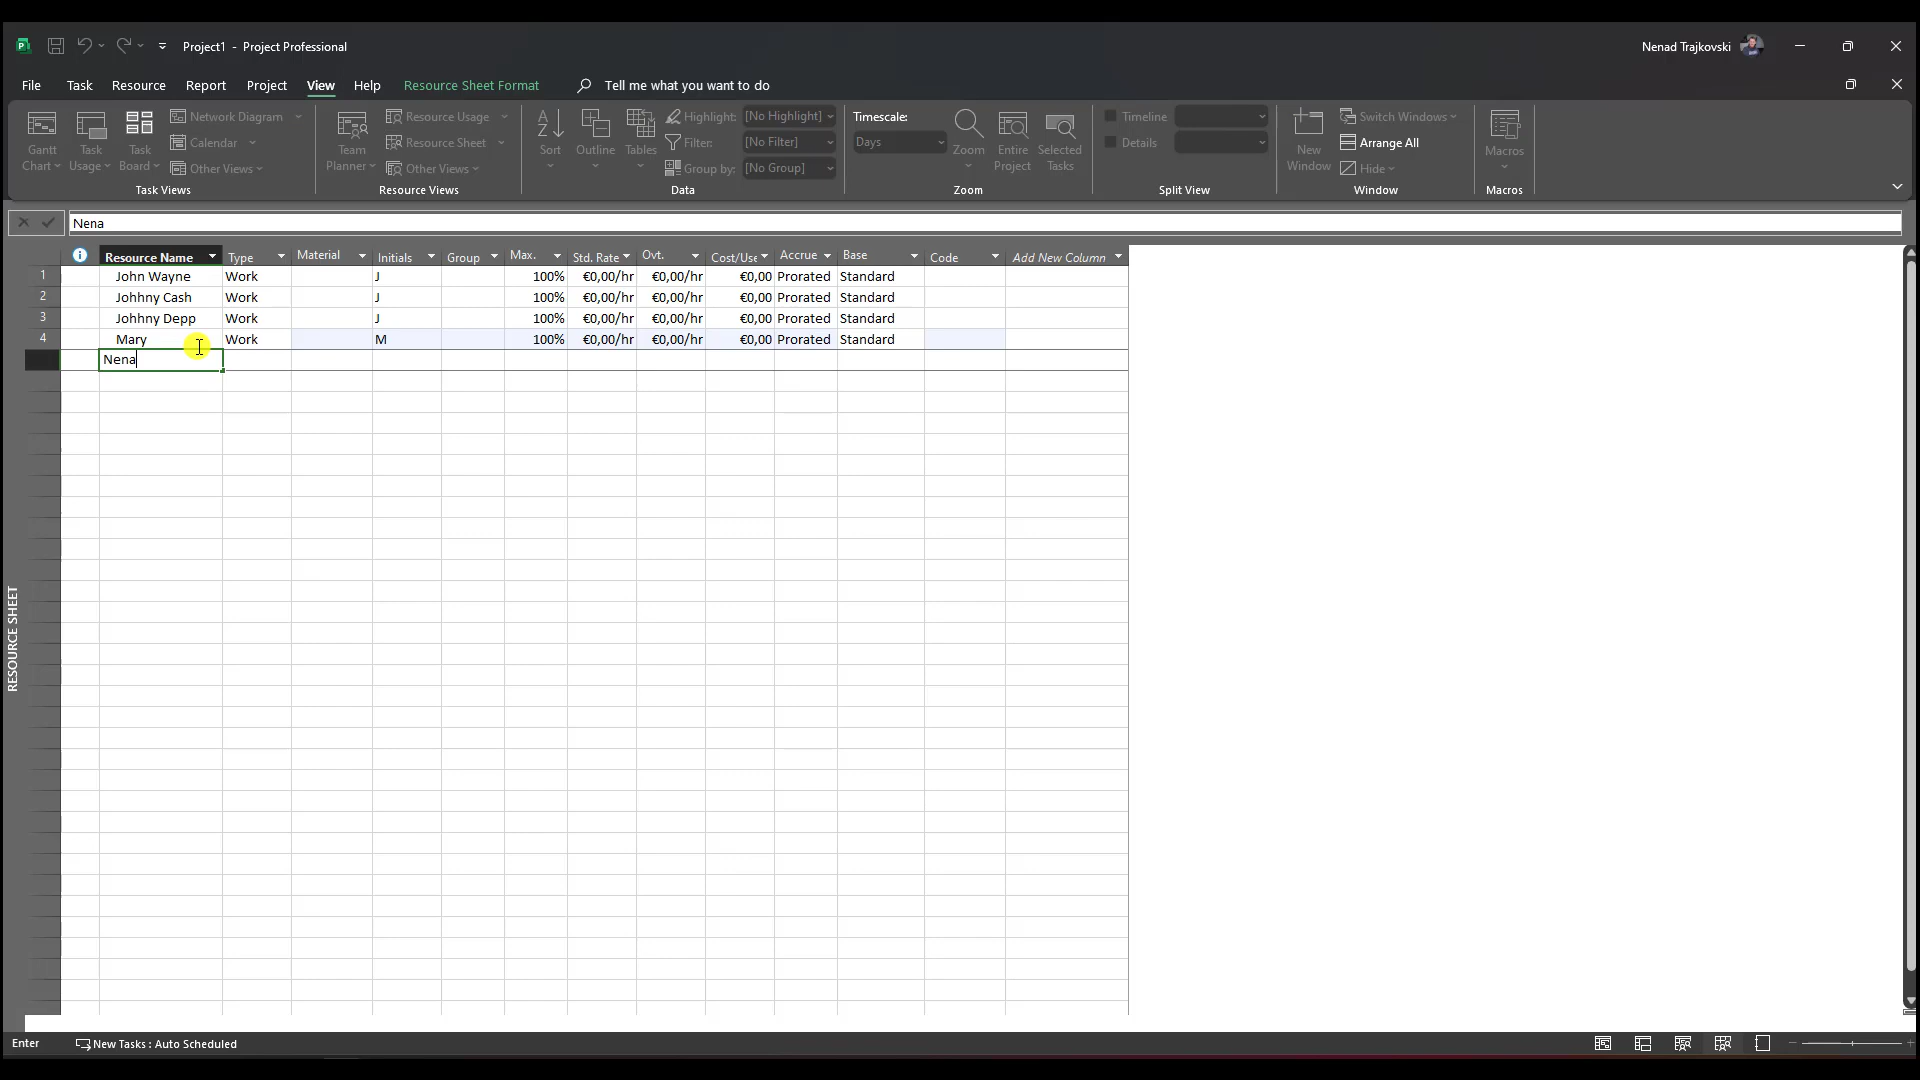 Project1 - Project Professional
Nenad Trajkovski
File Task Resource Report Project View Help Resource Sheet Format Tell me what you want to do
Gantt Chart
Task Usage
Task Board
Network Diagram
Calendar
Other Views
Task Views
Team Planner
Resource Usage
Resource Sheet
Other Views
Resource Views
Sort
Outline
Tables
Highlight: [No Highlight]
Filter: [No Filter]
Group by: [No Group]
Data
Timescale:
Days
Zoom
Entire Project
Selected Tasks
Zoom
Timeline
Details
Split View
New Window
Switch Windows
Arrange All
Hide
Window
Macros
Macros
Nena
Resource Name Type Material Initials Group Max. Std. Rate Ovt. Cost/Use Accrue Base Code Add New Column
1 John Wayne Work J 100% €0,00/hr €0,00/hr €0,00 Prorated Standard
2 Johhny Cash Work J 100% €0,00/hr €0,00/hr €0,00 Prorated Standard
3 Johhny Depp Work J 100% €0,00/hr €0,00/hr €0,00 Prorated Standard
4 Mary Work M 100% €0,00/hr €0,00/hr €0,00 Prorated Standard
Nena
RESOURCE SHEET
Enter New Tasks : Auto Scheduled